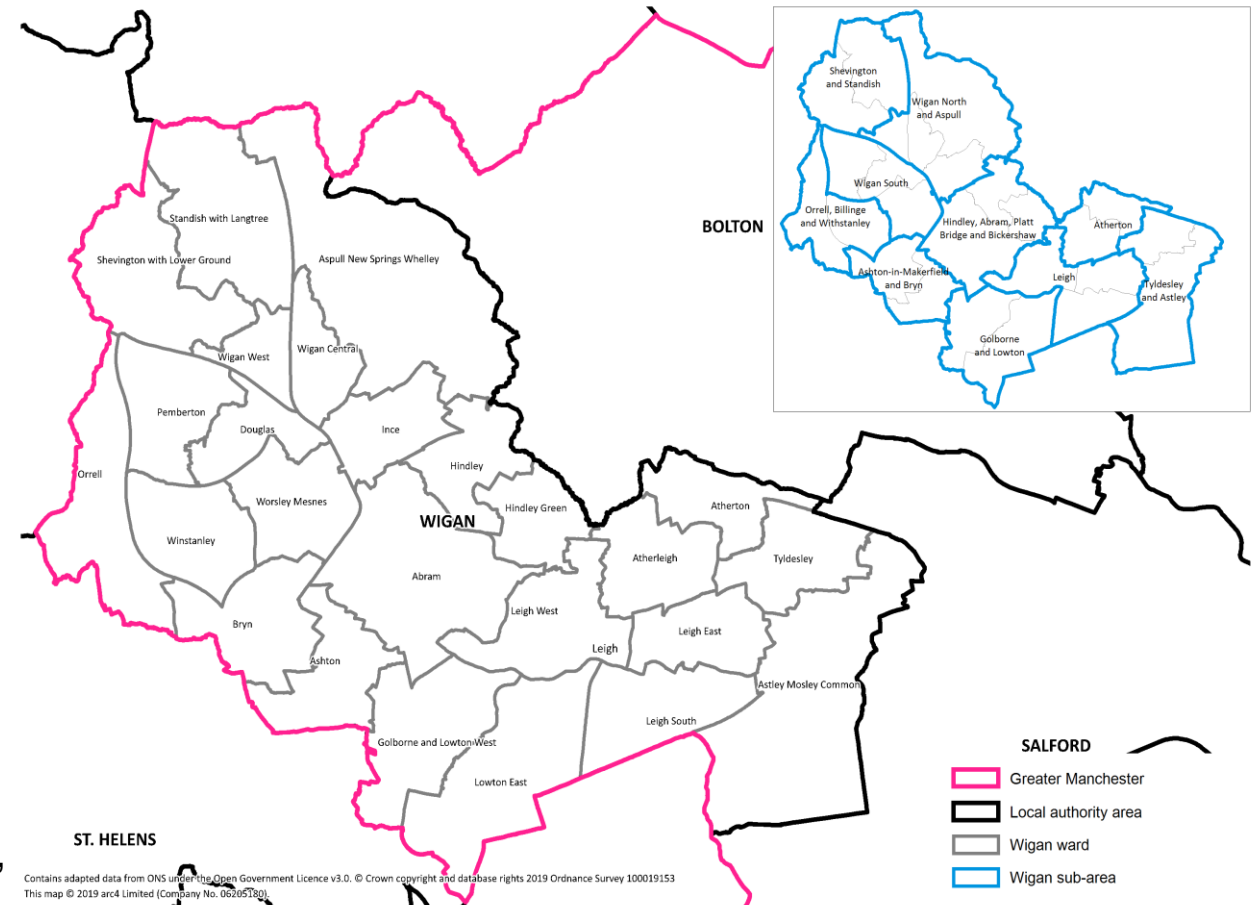 Shevington
and Standish
Wigan North
and Aspull
Wigan South
Orrell, Billinge
and Withstanley
Hindley, Abram, Platt
Bridge and Bickershaw
Atherton
Ashton-in-Makerfield
and Bryn
Leigh
Tyldesley
and Astley
Golborne
and Lowton
BOLTON
Standish with Langtree
Shevington with Lower Ground
Aspull New Springs Whelley
Wigan West
Wigan Central
Pemberton
Douglas
Ince
Orrell
Hindley
Worsley Mesnes
Hindley Green
Atherton
WIGAN
Winstanley
Atherleigh
Tyldesley
Abram
Leigh West
Bryn
Leigh East
Leigh
Ashton
Astley Mosley Common
Leigh South
Golborne and Lowton West
Lowton East
SALFORD
Greater Manchester
Local authority area
Wigan ward
Wigan sub-area
ST. HELENS
Contains adapted data from ONS under the Open Government Licence v3.0. © Crown copyright and database rights 2019 Ordnance Survey 100019153
This map © 2019 arc4 Limited (Company No. 06205180).